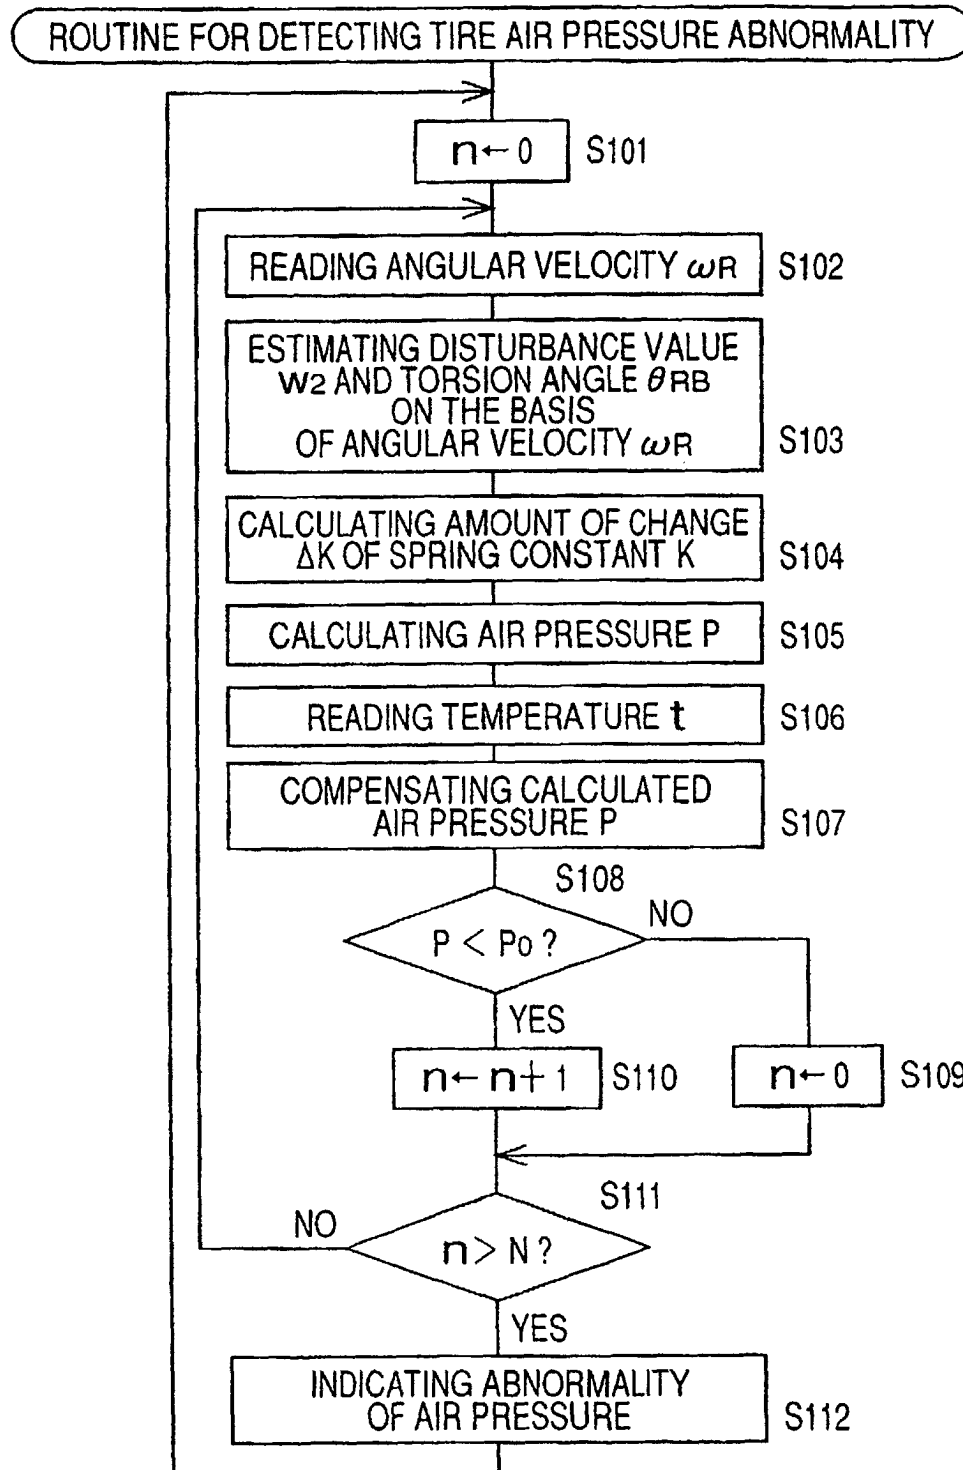 ROUTINE FOR DETECTING TIRE AIR PRESSURE ABNORMALITY
n←0 S101
READING ANGULAR VELOCITY ωR S102
ESTIMATING DISTURBANCE VALUE
W2 AND TORSION ANGLE θRB
ON THE BASIS
OF ANGULAR VELOCITY ωR S103
CALCULATING AMOUNT OF CHANGE
ΔK OF SPRING CONSTANT K S104
CALCULATING AIR PRESSURE P S105
READING TEMPERATURE t S106
COMPENSATING CALCULATED
AIR PRESSURE P S107
S108
P < P0 ? NO
YES
n←n+1 S110 n←0 S109
S111
NO n> N ?
YES
INDICATING ABNORMALITY
OF AIR PRESSURE S112